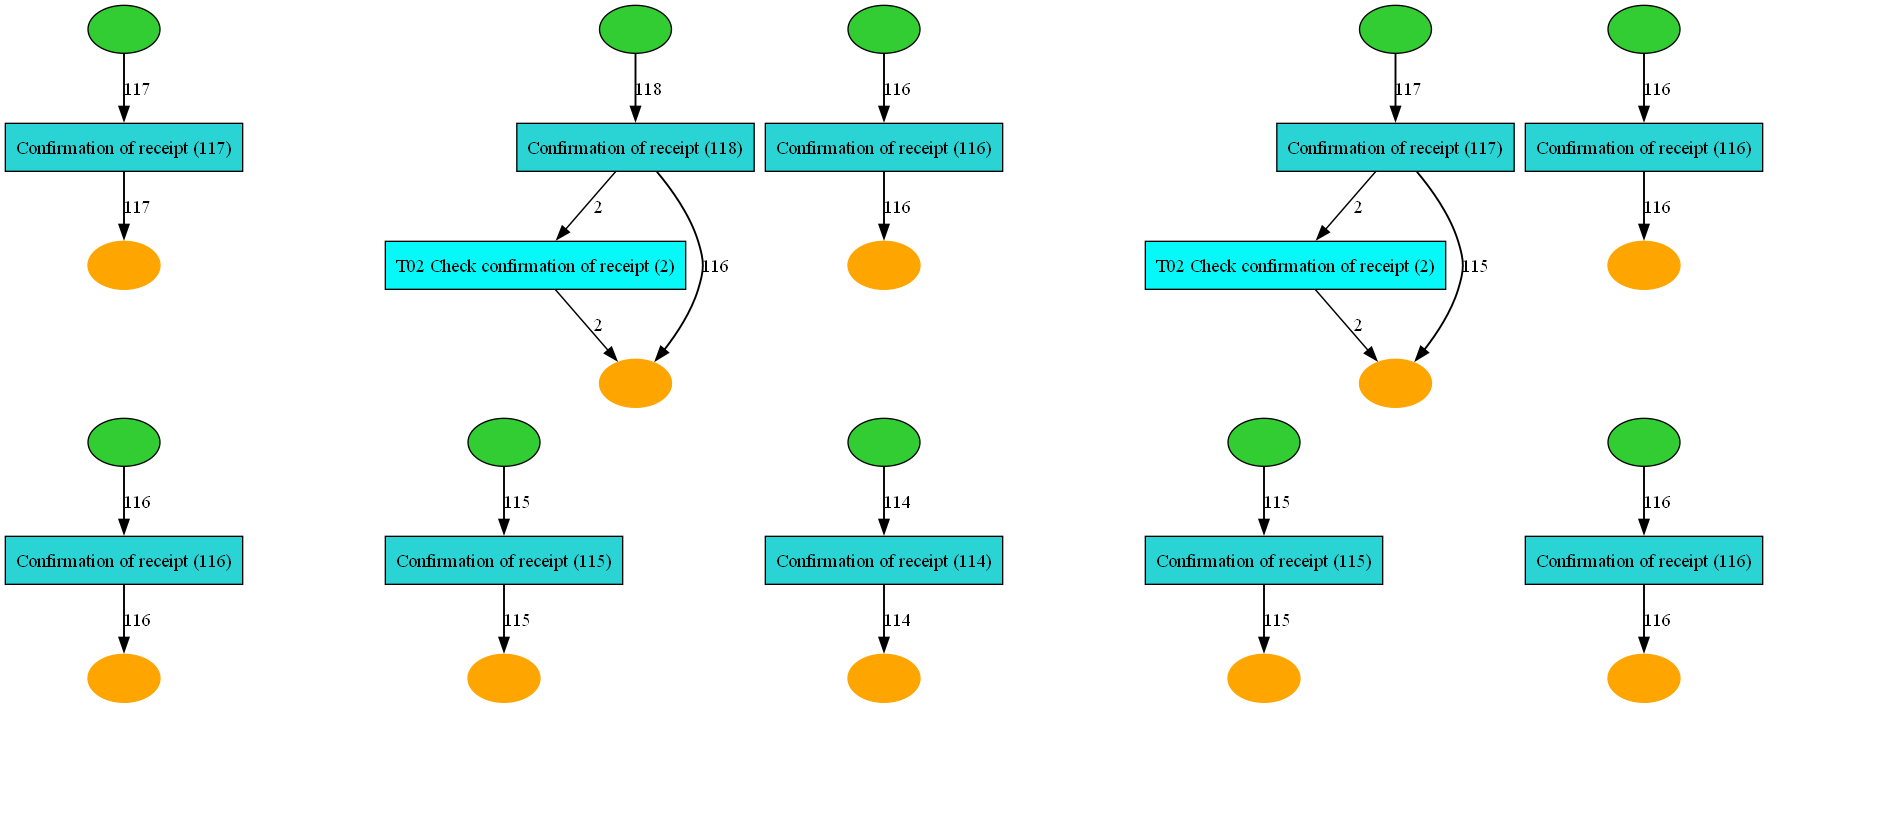 117
118
116
117
116
Confirmation of receipt (117)
Confirmation of receipt (118)
Confirmation of receipt (116)
Confirmation of receipt (117)
Confirmation of receipt (116)
117
2
116
2
116
T02 Check confirmation of receipt (2)
116
T02 Check confirmation of receipt (2)
115
2
2
116
115
114
115
116
Confirmation of receipt (116)
Confirmation of receipt (115)
Confirmation of receipt (114)
Confirmation of receipt (115)
Confirmation of receipt (116)
116
115
114
115
116